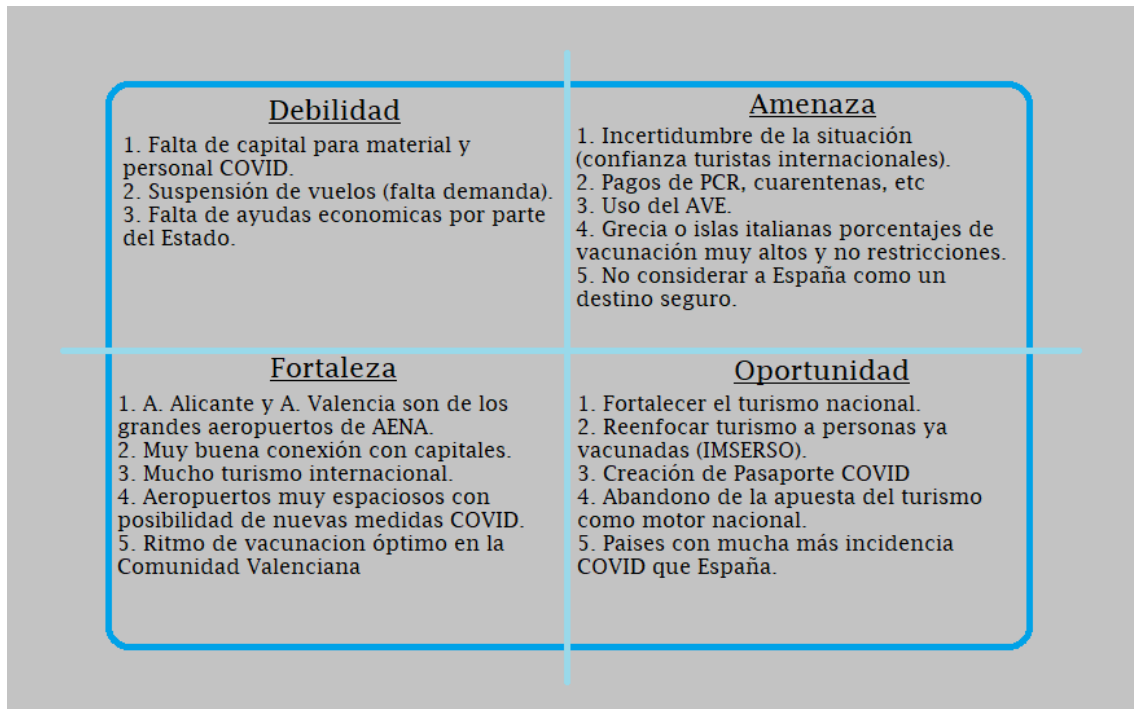 Debilidad
1. Falta de capital para material y
personal COVID.
2. Suspensión de vuelos (falta demanda).
3. Falta de ayudas economicas por parte
del Estado.
Amenaza
1. Incertidumbre de la situación
(confianza turistas internacionales).
2. Pagos de PCR, cuarentenas, etc
3. Uso del AVE.
4. Grecia o islas italianas porcentajes de
vacunación muy altos y no restricciones.
5. No considerar a España como un
destino seguro.
Fortaleza
1. A. Alicante y A. Valencia son de los
grandes aeropuertos de AENA.
2. Muy buena conexión con capitales.
3. Mucho turismo internacional.
4. Aeropuertos muy espaciosos con
posibilidad de nuevas medidas COVID.
5. Ritmo de vacunacion óptimo en la
Comunidad Valenciana
Oportunidad
1. Fortalecer el turismo nacional.
2. Reenfocar turismo a personas ya
vacunadas (IMSERSO).
3. Creación de Pasaporte COVID
4. Abandono de la apuesta del turismo
como motor nacional.
5. Paises con mucha más incidencia
COVID que España.